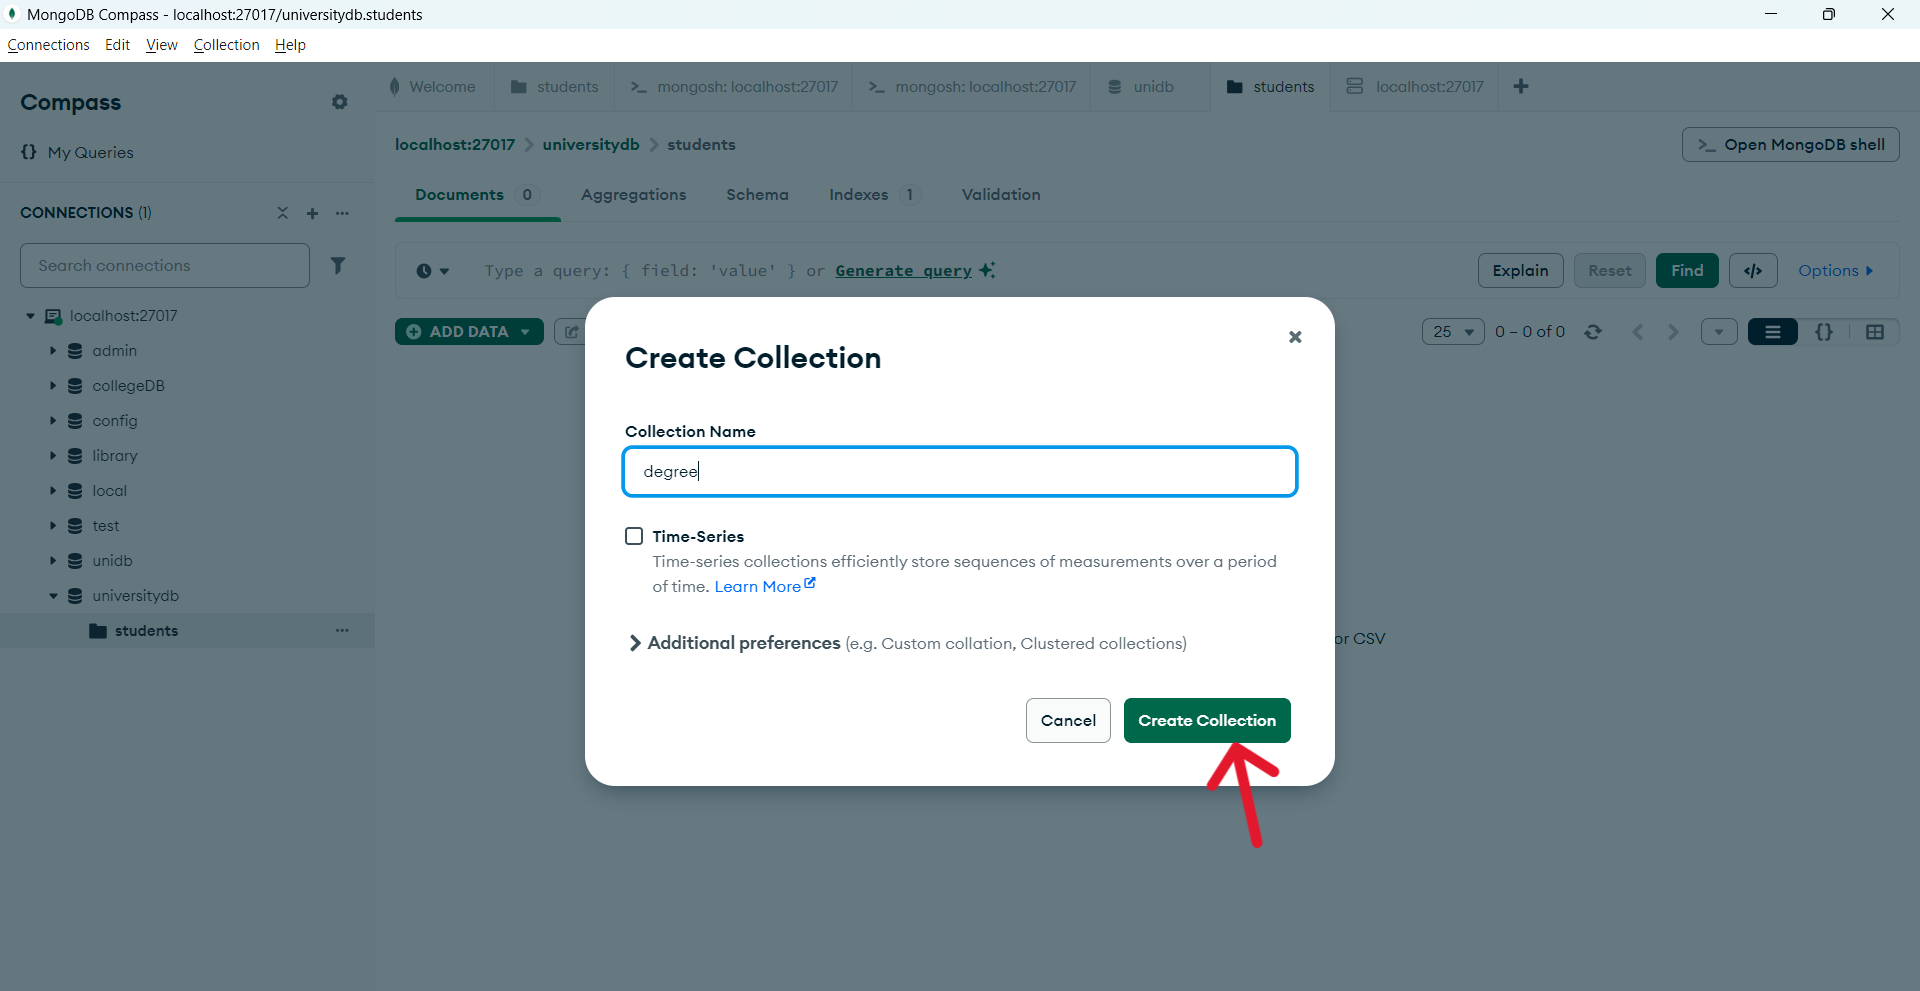 MongoDB Compass - localhost:27017/universitydb.students
Connections Edit View Collection Help
Compass
My Queries
CONNECTIONS (1)
Search connections
localhost:27017
admin
collegeDB
config
library
local
test
unidb
universitydb
students
Welcome students mongosh: localhost:27017 mongosh: localhost:27017 unidb students localhost:27017
localhost:27017 > universitydb > students
Open MongoDB shell
Documents 0 Aggregations Schema Indexes 1 Validation
Type a query: { field: 'value' } or Generate query
Explain Reset Find </> Options
ADD DATA
25 0 – 0 of 0
or CSV
Create Collection
Collection Name
degree
Time-Series
Time-series collections efficiently store sequences of measurements over a period
of time. Learn More
Additional preferences (e.g. Custom collation, Clustered collections)
Cancel Create Collection